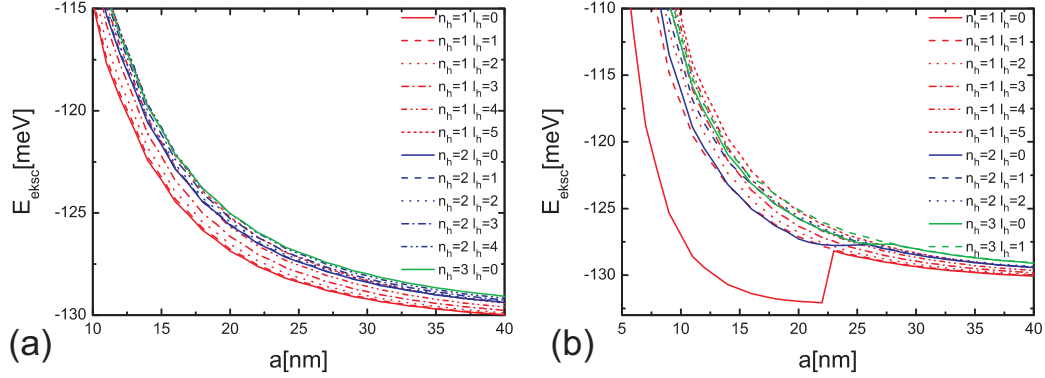 -115
-120
-125
-130
E_eksc[meV]
10 15 20 25 30 35 40
a[nm]
n_h=1 l_h=0
n_h=1 l_h=1
n_h=1 l_h=2
n_h=1 l_h=3
n_h=1 l_h=4
n_h=1 l_h=5
n_h=2 l_h=0
n_h=2 l_h=1
n_h=2 l_h=2
n_h=2 l_h=3
n_h=2 l_h=4
n_h=3 l_h=0
(a)
-110
-115
-120
-125
-130
E_eksc[meV]
5 10 15 20 25 30 35 40
a[nm]
n_h=1 l_h=0
n_h=1 l_h=1
n_h=1 l_h=2
n_h=1 l_h=3
n_h=1 l_h=4
n_h=1 l_h=5
n_h=2 l_h=0
n_h=2 l_h=1
n_h=2 l_h=2
n_h=3 l_h=0
n_h=3 l_h=1
(b)